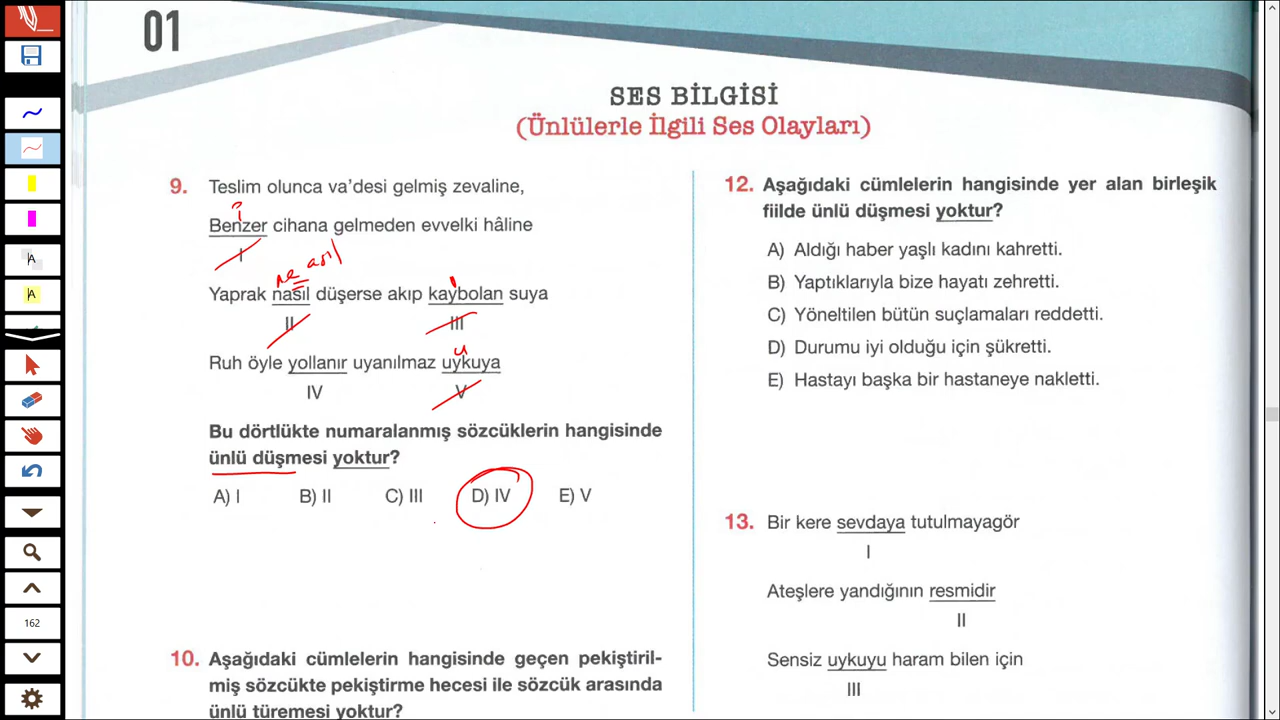 01
SES BİLGİSİ
(Ünlülerle İlgili Ses Olayları)
9. Teslim olunca va'desi gelmiş zevaline,
i
Benzer cihana gelmeden evvelki hâline
I
ne asıl
Yaprak nasıl düşerse akıp kaybolan suya
II III
u
Ruh öyle yollanır uyanılmaz uykuya
IV V
Bu dörtlükte numaralanmış sözcüklerin hangisinde
ünlü düşmesi yoktur?
A) I B) II C) III D) IV E) V
10. Aşağıdaki cümlelerin hangisinde geçen pekiştiril-
miş sözcükte pekiştirme hecesi ile sözcük arasında
ünlü türemesi yoktur?
12. Aşağıdaki cümlelerin hangisinde yer alan birleşik
fiilde ünlü düşmesi yoktur?
A) Aldığı haber yaşlı kadını kahretti.
B) Yaptıklarıyla bize hayatı zehretti.
C) Yöneltilen bütün suçlamaları reddetti.
D) Durumu iyi olduğu için şükretti.
E) Hastayı başka bir hastaneye nakletti.
13. Bir kere sevdaya tutulmayagör
I
Ateşlere yandığının resmidir
II
Sensiz uykuyu haram bilen için
III
A
A
162